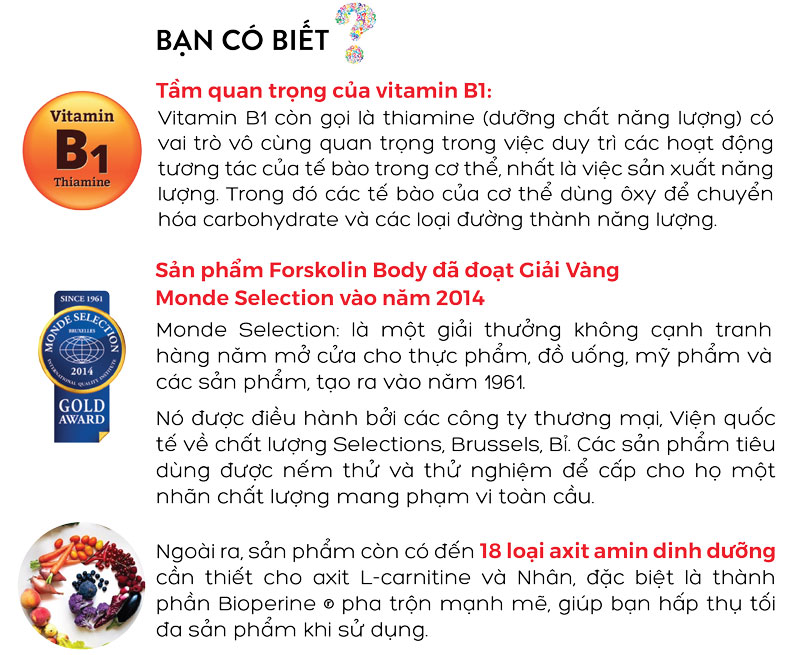 BẠN CÓ BIẾT ?
Tầm quan trọng của vitamin B1:
Vitamin
B1
Thiamine
Vitamin B1 còn gọi là thiamine (dưỡng chất năng lượng) có
vai trò vô cùng quan trọng trong việc duy trì các hoạt động
tương tác của tế bào trong cơ thể, nhất là việc sản xuất năng
lượng. Trong đó các tế bào của cơ thể dùng ôxy để chuyển
hóa carbohydrate và các loại đường thành năng lượng.
Sản phẩm Forskolin Body đã đoạt Giải Vàng
Monde Selection vào năm 2014
SINCE 1961
MONDE SELECTION
BRUXELLES
2014
INTERNATIONAL QUALITY INSTITUTE
GOLD
AWARD
Monde Selection: là một giải thưởng không cạnh tranh
hàng năm mở cửa cho thực phẩm, đồ uống, mỹ phẩm và
các sản phẩm, tạo ra vào năm 1961.
Nó được điều hành bởi các công ty thương mại, Viện quốc
tế về chất lượng Selections, Brussels, Bỉ. Các sản phẩm tiêu
dùng được nếm thử và thử nghiệm để cấp cho họ một
nhãn chất lượng mang phạm vi toàn cầu.
Ngoài ra, sản phẩm còn có đến 18 loại axit amin dinh dưỡng
cần thiết cho axit L-carnitine và Nhân, đặc biệt là thành
phần Bioperine ® pha trộn mạnh mẽ, giúp bạn hấp thụ tối
đa sản phẩm khi sử dụng.